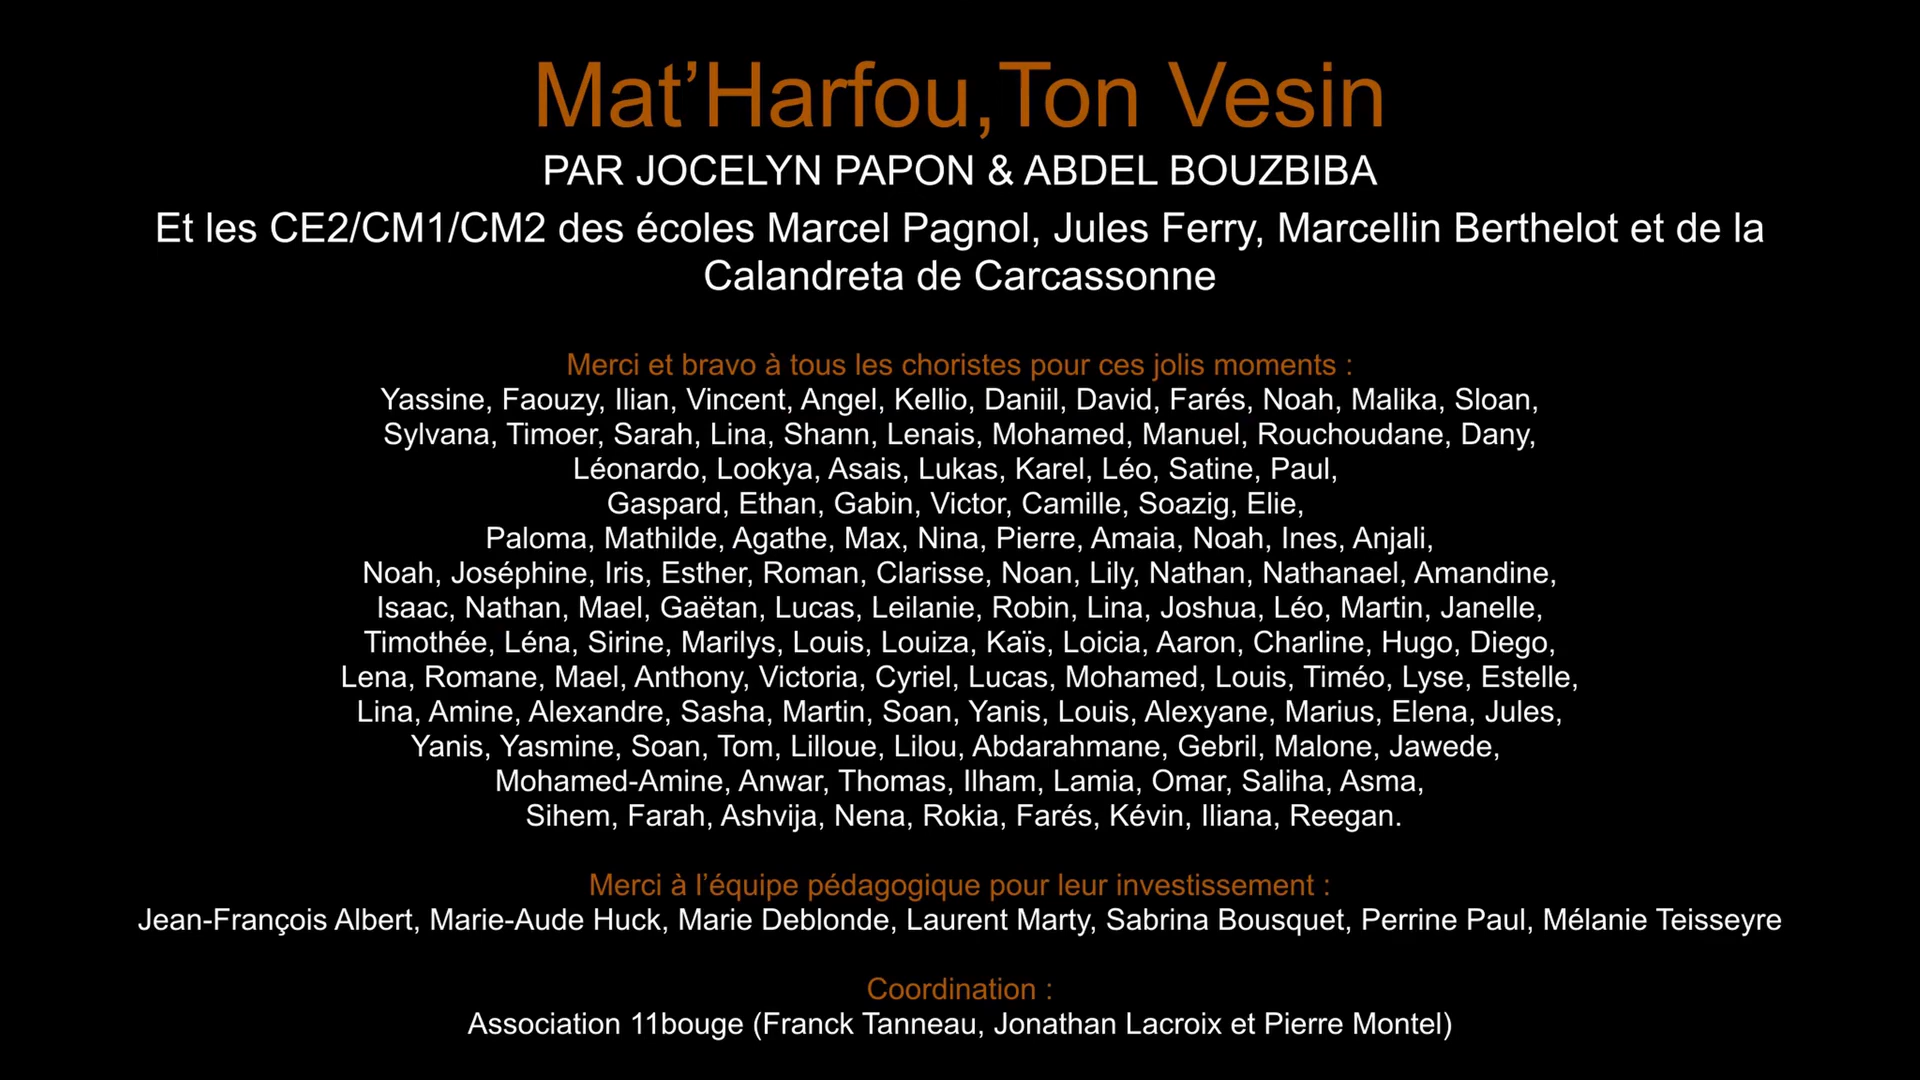 Mat’Harfou,Ton Vesin
PAR JOCELYN PAPON & ABDEL BOUZBIBA
Et les CE2/CM1/CM2 des écoles Marcel Pagnol, Jules Ferry, Marcellin Berthelot et de la
Calandreta de Carcassonne
Merci et bravo à tous les choristes pour ces jolis moments :
Yassine, Faouzy, Ilian, Vincent, Angel, Kellio, Daniil, David, Farés, Noah, Malika, Sloan,
Sylvana, Timoer, Sarah, Lina, Shann, Lenais, Mohamed, Manuel, Rouchoudane, Dany,
Léonardo, Lookya, Asais, Lukas, Karel, Léo, Satine, Paul,
Gaspard, Ethan, Gabin, Victor, Camille, Soazig, Elie,
Paloma, Mathilde, Agathe, Max, Nina, Pierre, Amaia, Noah, Ines, Anjali,
Noah, Joséphine, Iris, Esther, Roman, Clarisse, Noan, Lily, Nathan, Nathanael, Amandine,
Isaac, Nathan, Mael, Gaëtan, Lucas, Leilanie, Robin, Lina, Joshua, Léo, Martin, Janelle,
Timothée, Léna, Sirine, Marilys, Louis, Louiza, Kaïs, Loicia, Aaron, Charline, Hugo, Diego,
Lena, Romane, Mael, Anthony, Victoria, Cyriel, Lucas, Mohamed, Louis, Timéo, Lyse, Estelle,
Lina, Amine, Alexandre, Sasha, Martin, Soan, Yanis, Louis, Alexyane, Marius, Elena, Jules,
Yanis, Yasmine, Soan, Tom, Lilloue, Lilou, Abdarahmane, Gebril, Malone, Jawede,
Mohamed-Amine, Anwar, Thomas, Ilham, Lamia, Omar, Saliha, Asma,
Sihem, Farah, Ashvija, Nena, Rokia, Farés, Kévin, Iliana, Reegan.
Merci à l’équipe pédagogique pour leur investissement :
Jean-François Albert, Marie-Aude Huck, Marie Deblonde, Laurent Marty, Sabrina Bousquet, Perrine Paul, Mélanie Teisseyre
Coordination :
Association 11bouge (Franck Tanneau, Jonathan Lacroix et Pierre Montel)